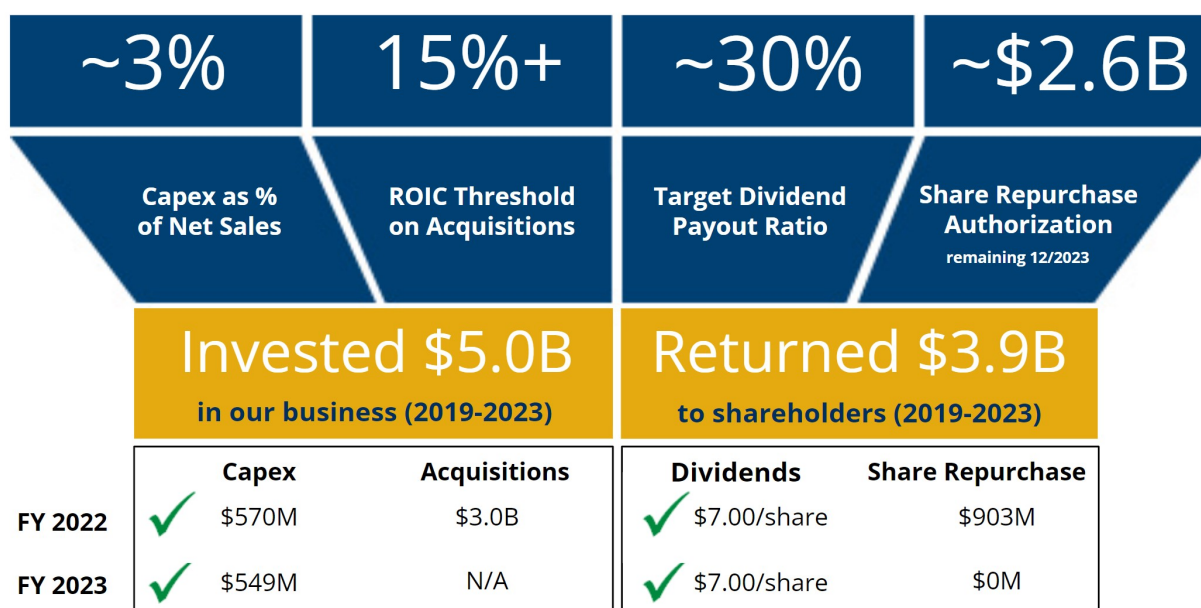 ~3%
15%+
~30%
~$2.6B
Capex as %
of Net Sales
ROIC Threshold
on Acquisitions
Target Dividend
Payout Ratio
Share Repurchase
Authorization
remaining 12/2023
Invested $5.0B
in our business (2019-2023)
Returned $3.9B
to shareholders (2019-2023)
Capex Acquisitions Dividends Share Repurchase
FY 2022 $570M $3.0B $7.00/share $903M
FY 2023 $549M N/A $7.00/share $0M